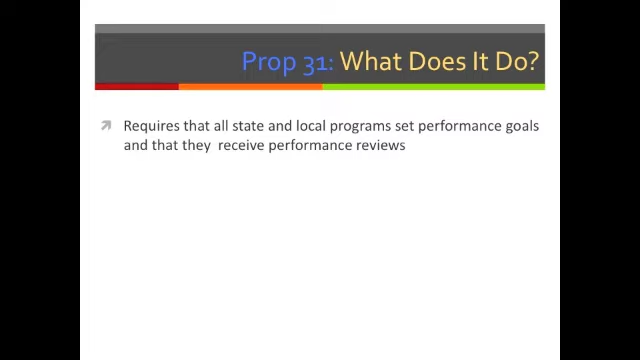 Prop 31: What Does It Do?
Requires that all state and local programs set performance goals
and that they receive performance reviews